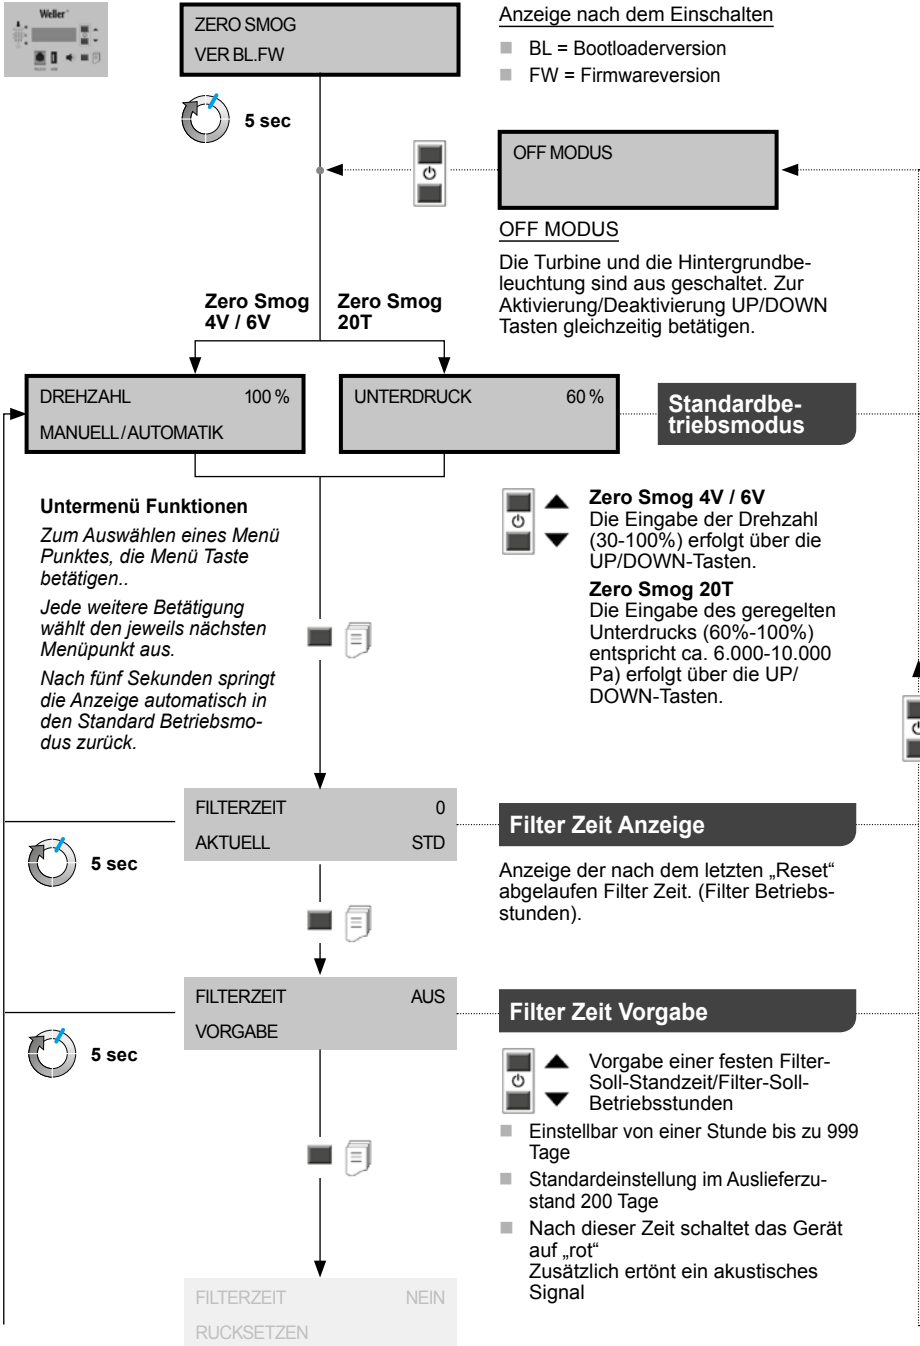 Weller
ZERO SMOG
VER BL.FW
Anzeige nach dem Einschalten
BL = Bootloaderversion
FW = Firmwareversion
5 sec
OFF MODUS
OFF MODUS
Die Turbine und die Hintergrundbe-
leuchtung sind aus geschaltet. Zur
Aktivierung/Deaktivierung UP/DOWN
Tasten gleichzeitig betätigen.
Zero Smog
4V / 6V
Zero Smog
20T
DREHZAHL 100 %
MANUELL / AUTOMATIK
UNTERDRUCK 60 %
Standardbe-
triebsmodus
Untermenü Funktionen
Zum Auswählen eines Menü
Punktes, die Menü Taste
betätigen..
Jede weitere Betätigung
wählt den jeweils nächsten
Menüpunkt aus.
Nach fünf Sekunden springt
die Anzeige automatisch in
den Standard Betriebsmo-
dus zurück.
Zero Smog 4V / 6V
Die Eingabe der Drehzahl
(30-100%) erfolgt über die
UP/DOWN-Tasten.
Zero Smog 20T
Die Eingabe des geregelten
Unterdrucks (60%-100%)
entspricht ca. 6.000-10.000
Pa) erfolgt über die UP/
DOWN-Tasten.
FILTERZEIT 0
AKTUELL STD
5 sec
Filter Zeit Anzeige
Anzeige der nach dem letzten „Reset“
abgelaufen Filter Zeit. (Filter Betriebs-
stunden).
FILTERZEIT AUS
VORGABE
5 sec
Filter Zeit Vorgabe
Vorgabe einer festen Filter-
Soll-Standzeit/Filter-Soll-
Betriebsstunden
Einstellbar von einer Stunde bis zu 999
Tage
Standardeinstellung im Auslieferzu-
stand 200 Tage
Nach dieser Zeit schaltet das Gerät
auf „rot“
Zusätzlich ertönt ein akustisches
Signal
FILTERZEIT NEIN
RUCKSETZEN